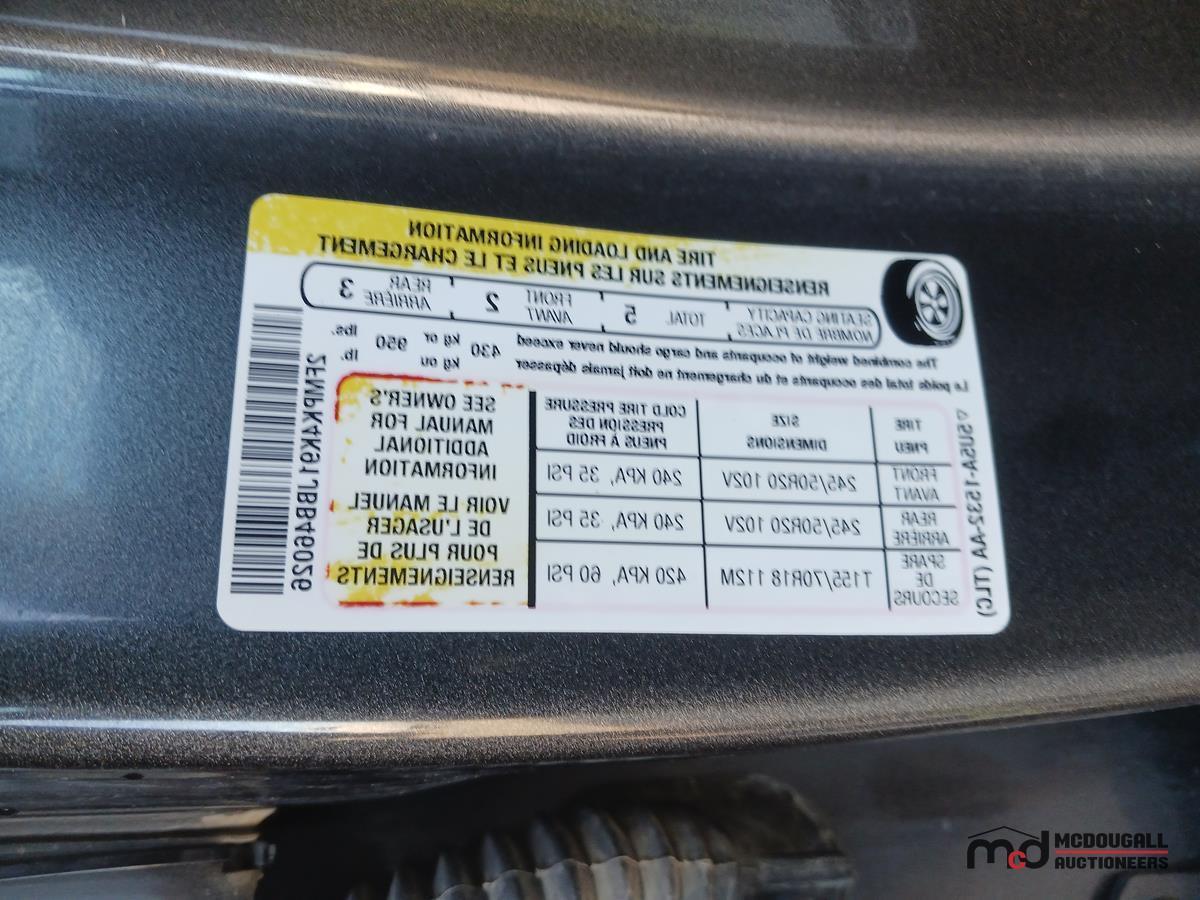 TIRE AND LOADING INFORMATION
RENSEIGNEMENTS SUR LES PNEUS ET LE CHARGEMENT
SEATING CAPACITY TOTAL 5 FRONT 2 REAR 3
NOMBRE DE PLACES AVANT ARRIÈRE
The combined weight of occupants and cargo should never exceed 430 kg or 950 lbs.
Le poids total des occupants et du chargement ne doit jamais dépasser kg ou lb.
TIRE SIZE COLD TIRE PRESSURE
PNEU DIMENSIONS PRESSION DES
PNEUS À FROID
FRONT
AVANT 245/50R20 102V 240 KPA, 35 PSI
REAR
ARRIÈRE 245/50R20 102V 240 KPA, 35 PSI
SPARE
DE
SECOURS T155/70R18 112M 420 KPA, 60 PSI
SEE OWNER'S
MANUAL FOR
ADDITIONAL
INFORMATION
VOIR LE MANUEL
DE L'USAGER
POUR PLUS DE
RENSEIGNEMENTS
▽5U5A-1532-AA (TLC)
2FMPK4K91JBB46026
mcd MCDOUGALL
AUCTIONEERS